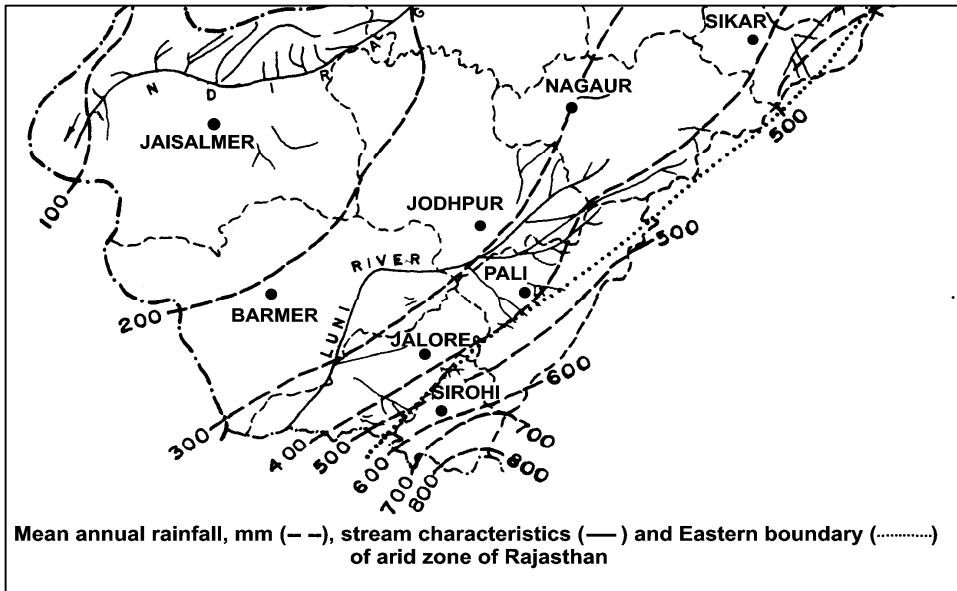 SIKAR
G
A
R
I
D
N
NAGAUR
500
JAISALMER
100
JODHPUR
500
RIVER
PALI
200
BARMER
LUNI
JALORE
600
SIROHI
300
400
500
600
700
800
700
800
Mean annual rainfall, mm (– –), stream characteristics (—) and Eastern boundary (............)
of arid zone of Rajasthan